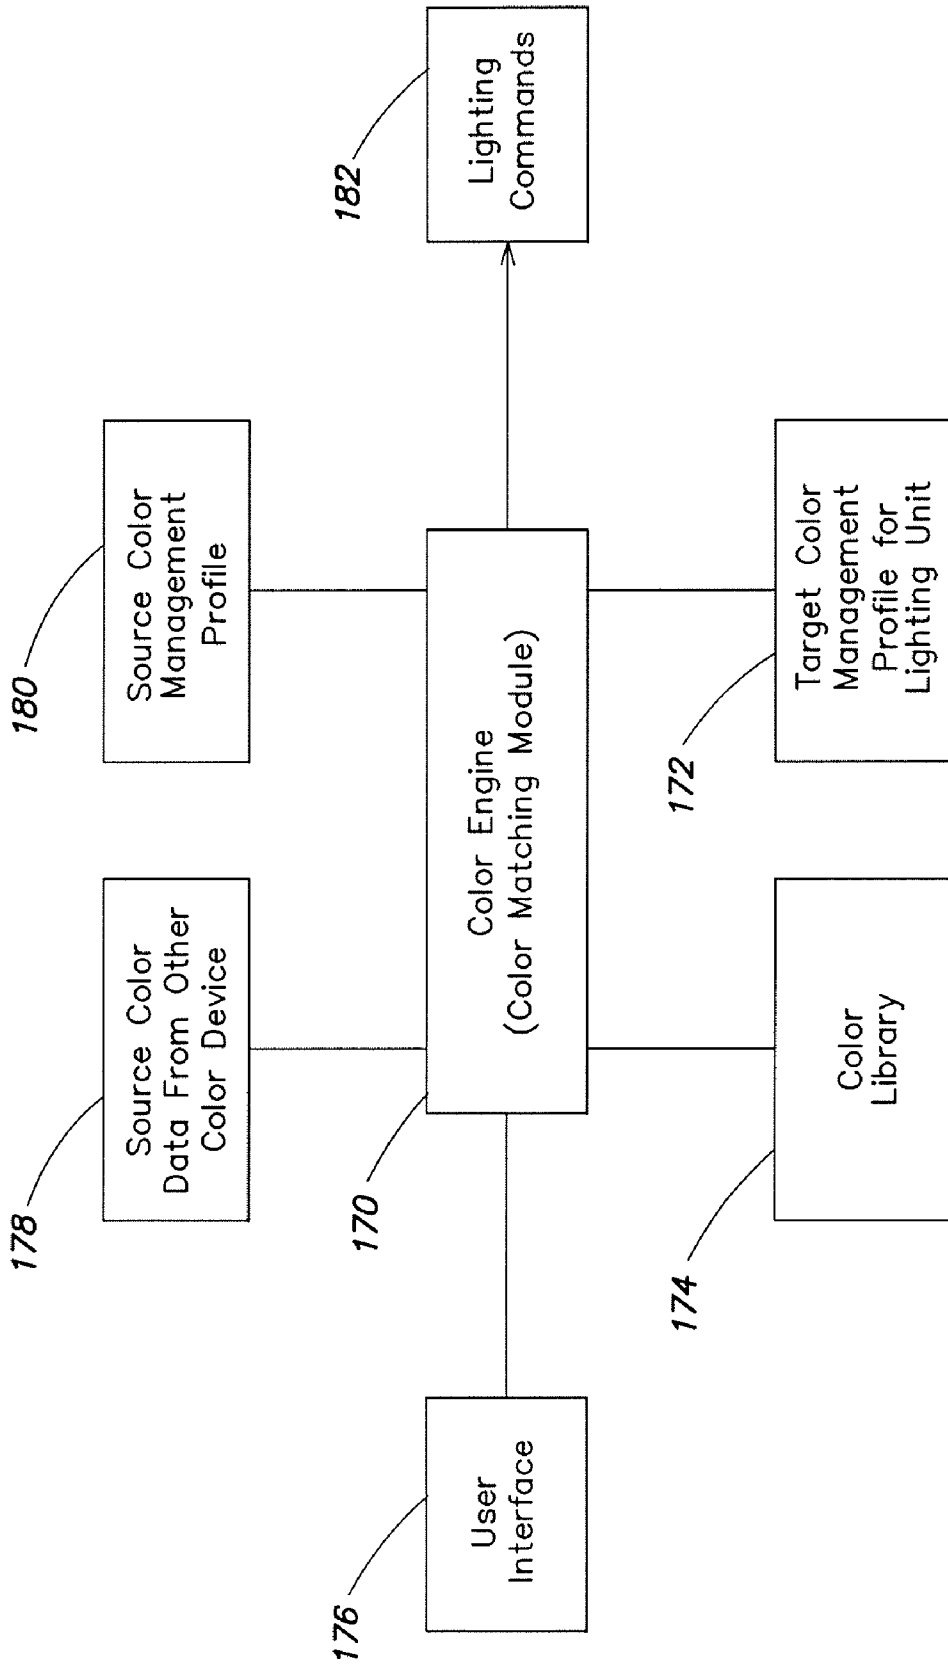 178
Source Color
Data From Other
Color Device
180
Source Color
Management
Profile
176
User
Interface
170
Color Engine
(Color Matching Module)
182
Lighting
Commands
174
Color
Library
172
Target Color
Management
Profile for
Lighting Unit